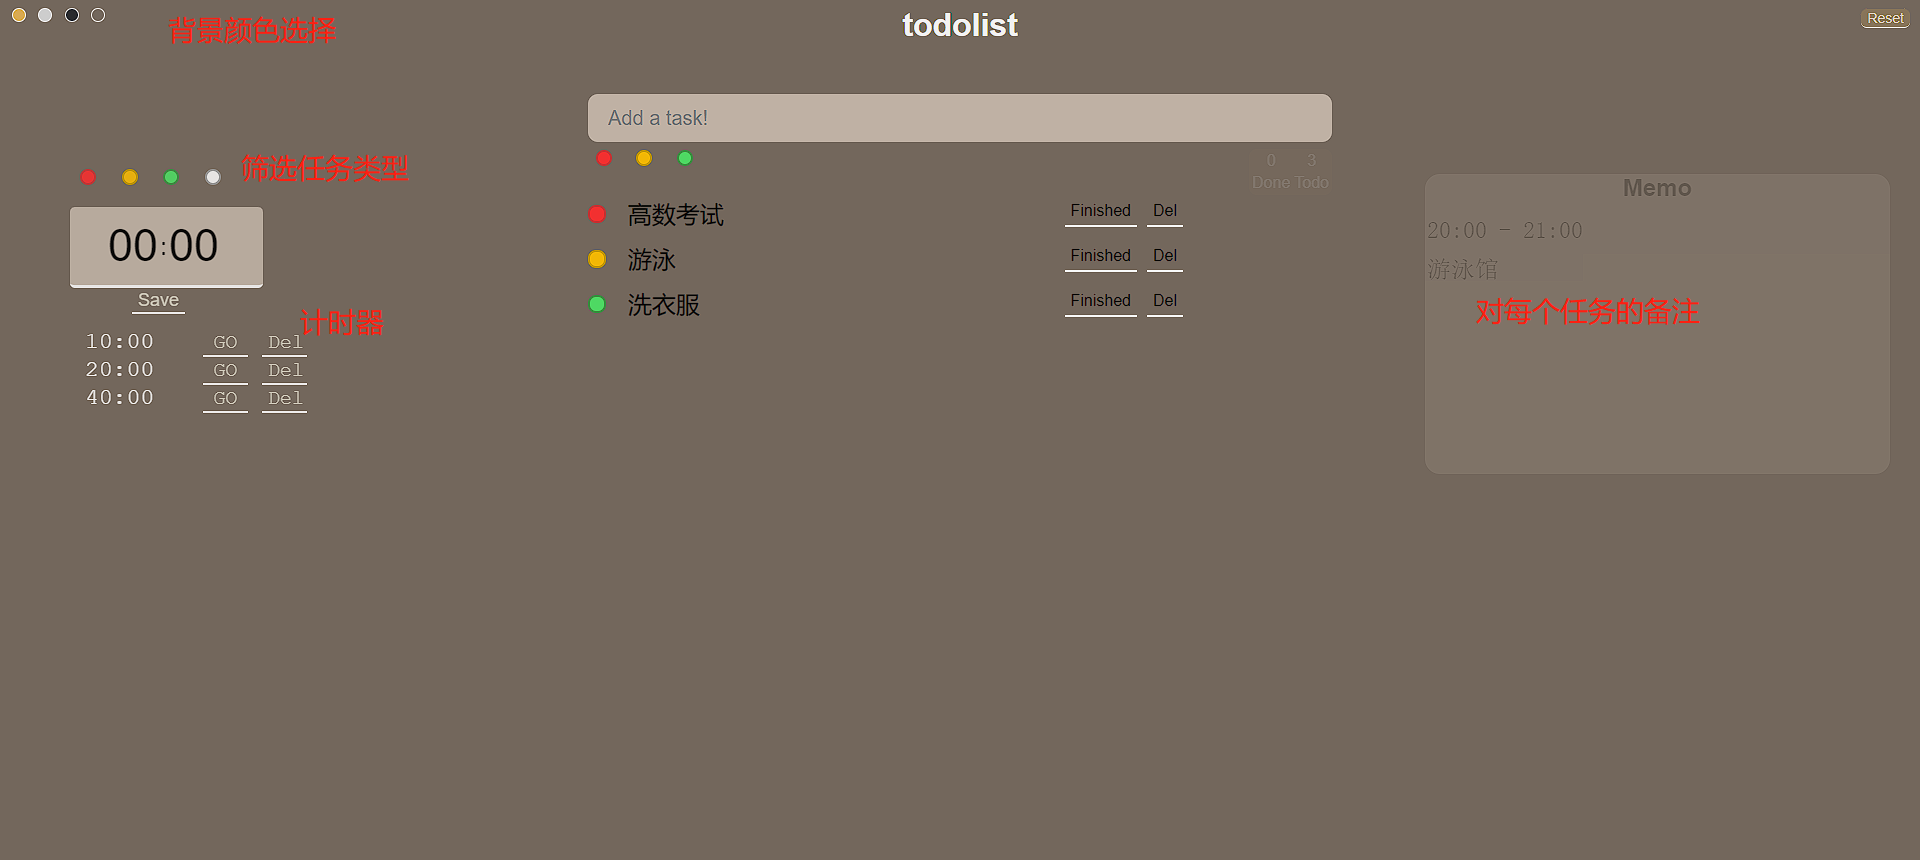 背景颜色选择
todolist
Reset
Add a task!
0 3
Done Todo
筛选任务类型
00:00
Save
计时器
10:00 GO Del
20:00 GO Del
40:00 GO Del
高数考试 Finished Del
游泳 Finished Del
洗衣服 Finished Del
Memo
20:00 - 21:00
游泳馆
对每个任务的备注